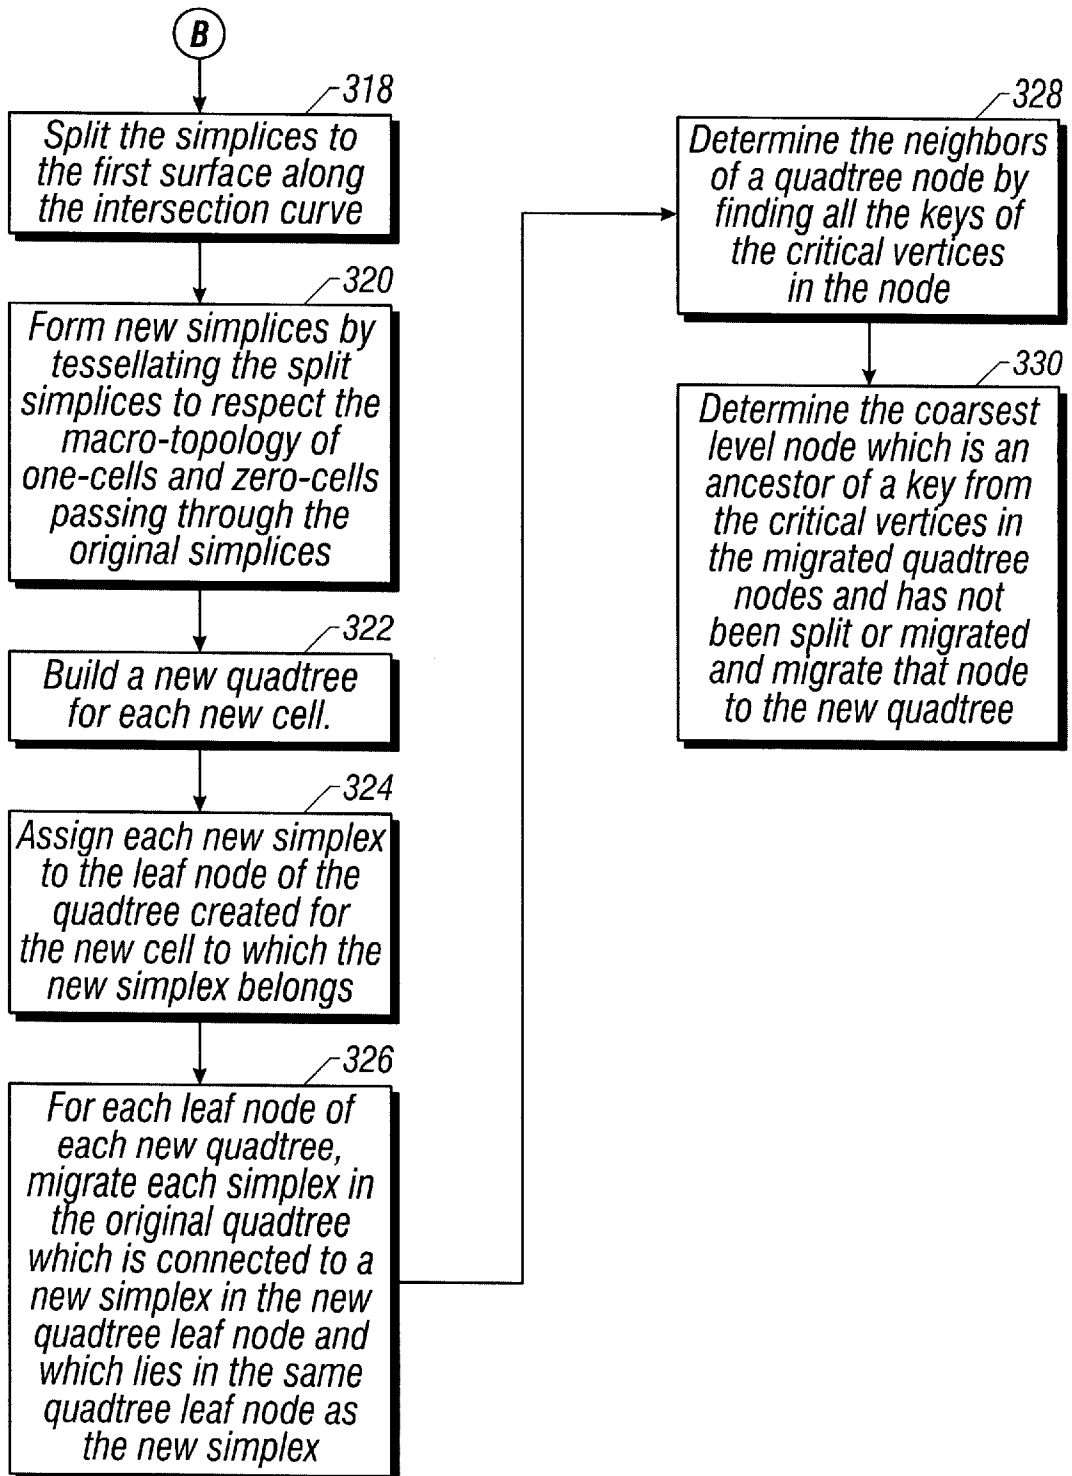 B
318
Split the simplices to
the first surface along
the intersection curve
320
Form new simplices by
tessellating the split
simplices to respect the
macro-topology of
one-cells and zero-cells
passing through the
original simplices
322
Build a new quadtree
for each new cell.
324
Assign each new simplex
to the leaf node of the
quadtree created for
the new cell to which the
new simplex belongs
326
For each leaf node of
each new quadtree,
migrate each simplex in
the original quadtree
which is connected to a
new simplex in the new
quadtree leaf node and
which lies in the same
quadtree leaf node as
the new simplex
328
Determine the neighbors
of a quadtree node by
finding all the keys of
the critical vertices
in the node
330
Determine the coarsest
level node which is an
ancestor of a key from
the critical vertices in
the migrated quadtree
nodes and has not
been split or migrated
and migrate that node
to the new quadtree